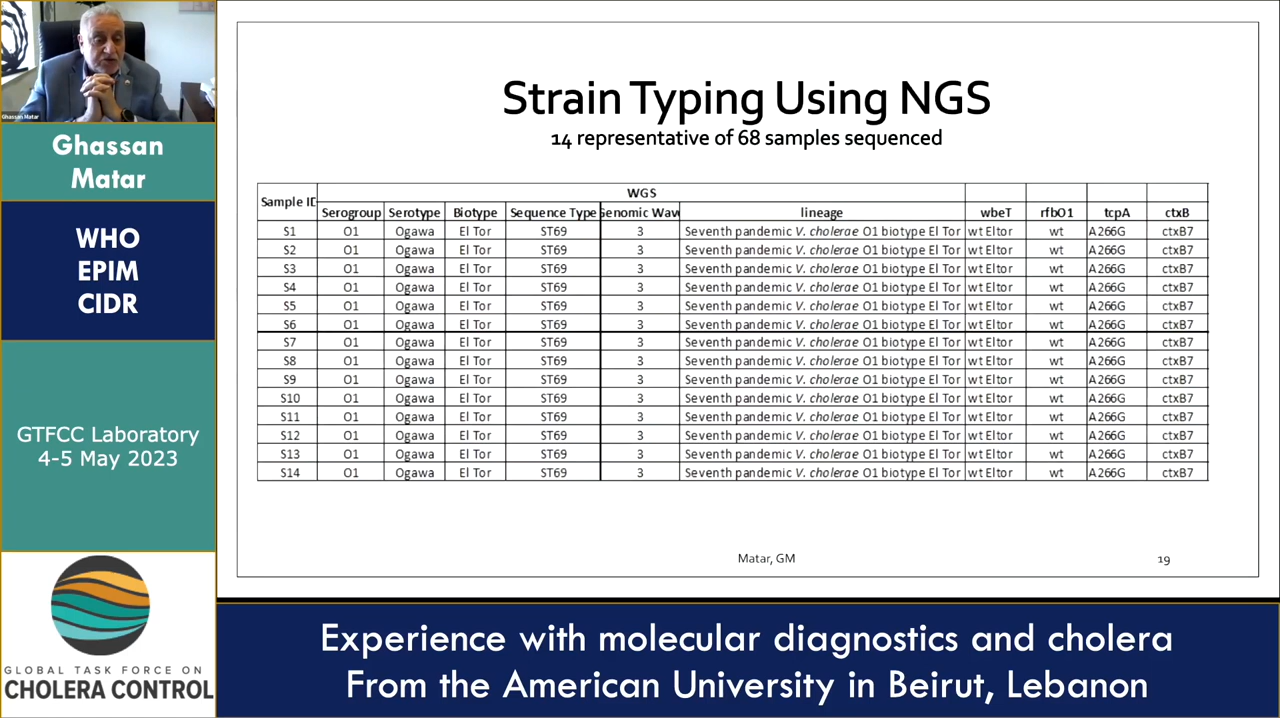 Ghassan Matar
Ghassan
Matar
WHO
EPIM
CIDR
GTFCC Laboratory
4-5 May 2023
GLOBAL TASK FORCE ON
CHOLERA CONTROL
Strain Typing Using NGS
14 representative of 68 samples sequenced
Sample ID WGS
Serogroup Serotype Biotype Sequence Type Genomic Wave lineage wbeT rfbO1 tcpA ctxB
S1 O1 Ogawa El Tor ST69 3 Seventh pandemic V. cholerae O1 biotype El Tor wt Eltor wt A266G ctxB7
S2 O1 Ogawa El Tor ST69 3 Seventh pandemic V. cholerae O1 biotype El Tor wt Eltor wt A266G ctxB7
S3 O1 Ogawa El Tor ST69 3 Seventh pandemic V. cholerae O1 biotype El Tor wt Eltor wt A266G ctxB7
S4 O1 Ogawa El Tor ST69 3 Seventh pandemic V. cholerae O1 biotype El Tor wt Eltor wt A266G ctxB7
S5 O1 Ogawa El Tor ST69 3 Seventh pandemic V. cholerae O1 biotype El Tor wt Eltor wt A266G ctxB7
S6 O1 Ogawa El Tor ST69 3 Seventh pandemic V. cholerae O1 biotype El Tor wt Eltor wt A266G ctxB7
S7 O1 Ogawa El Tor ST69 3 Seventh pandemic V. cholerae O1 biotype El Tor wt Eltor wt A266G ctxB7
S8 O1 Ogawa El Tor ST69 3 Seventh pandemic V. cholerae O1 biotype El Tor wt Eltor wt A266G ctxB7
S9 O1 Ogawa El Tor ST69 3 Seventh pandemic V. cholerae O1 biotype El Tor wt Eltor wt A266G ctxB7
S10 O1 Ogawa El Tor ST69 3 Seventh pandemic V. cholerae O1 biotype El Tor wt Eltor wt A266G ctxB7
S11 O1 Ogawa El Tor ST69 3 Seventh pandemic V. cholerae O1 biotype El Tor wt Eltor wt A266G ctxB7
S12 O1 Ogawa El Tor ST69 3 Seventh pandemic V. cholerae O1 biotype El Tor wt Eltor wt A266G ctxB7
S13 O1 Ogawa El Tor ST69 3 Seventh pandemic V. cholerae O1 biotype El Tor wt Eltor wt A266G ctxB7
S14 O1 Ogawa El Tor ST69 3 Seventh pandemic V. cholerae O1 biotype El Tor wt Eltor wt A266G ctxB7
Matar, GM 19
Experience with molecular diagnostics and cholera
From the American University in Beirut, Lebanon